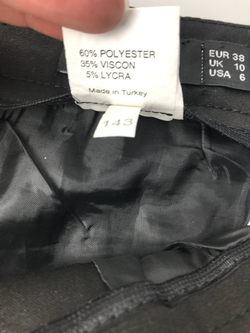 60% POLYESTER
35% VISCON
5% LYCRA
Made in Turkey
143
EUR 38
UK 10
USA 6